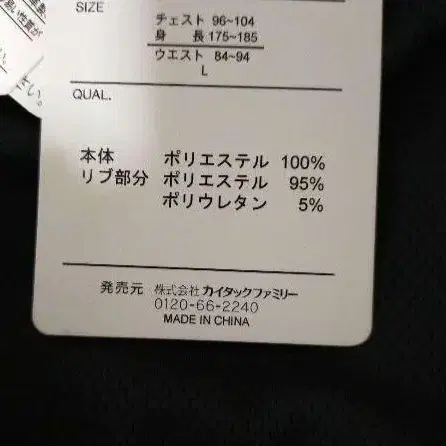 SIZE
チェスト 96~104
身 長 175~185
ウエスト 84~94
L
QUAL.
本体 ポリエステル 100%
リブ部分 ポリエステル 95%
ポリウレタン 5%
発売元 株式会社 カイタックファミリー
0120-66-2240
MADE IN CHINA